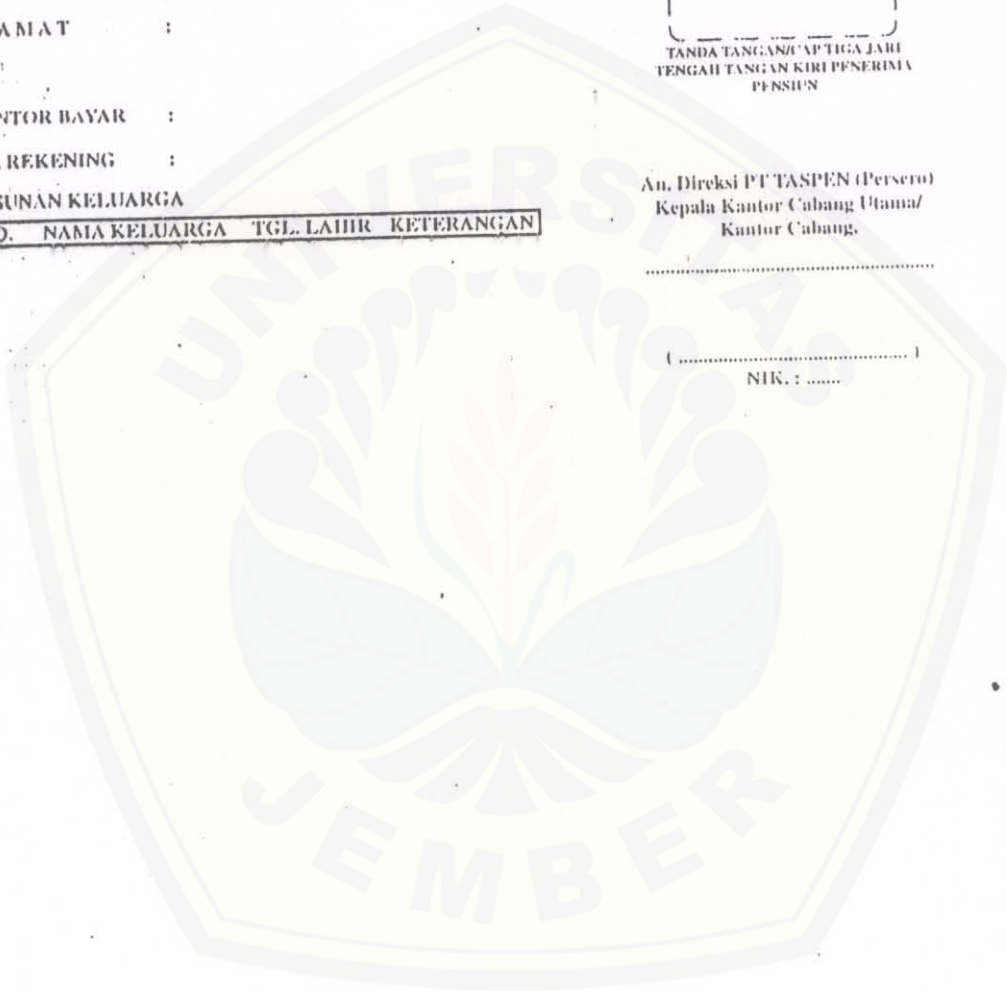 AMAT :
:
NTOR BAYAR :
REKENING :
SUNAN KELUARGA
NAMA KELUARGA TGL. LAHIR KETERANGAN
TANDA TANGAN/CAP TIGA JARI
TENGAH TANGAN KIRI PENERIMA
PENSIUN
An. Direksi PT TASPEN (Persero)
Kepala Kantor Cabang Utama/
Kantor Cabang,
................................................
( ............................................ )
NIK. : .......
UNIVERSITAS
JEMBER